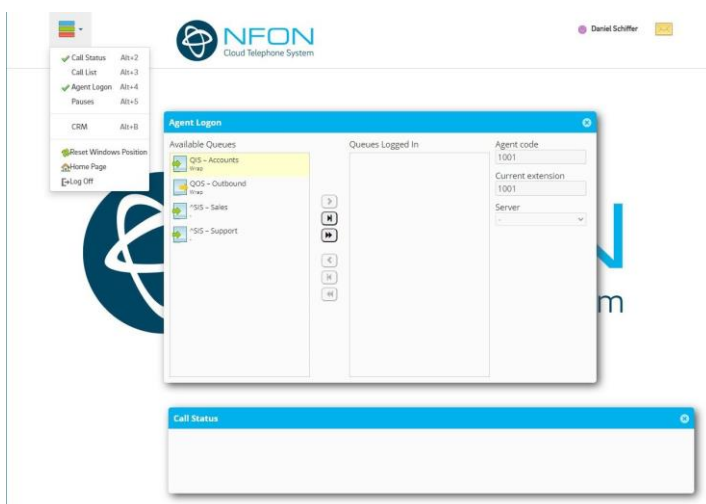 NFON
Cloud Telephone System
Daniel Schiffer
Call Status Alt+2
Call List Alt+3
Agent Logon Alt+4
Pauses Alt+5
CRM Alt+8
Reset Windows Position
Home Page
Log Off
Agent Logon
Available Queues
QIS – Accounts
Wrap
QOS – Outbound
Wrap
^SIS – Sales
-
^SIS – Support
-
Queues Logged In
Agent code
1001
Current extension
1001
Server
-
N
m
Call Status